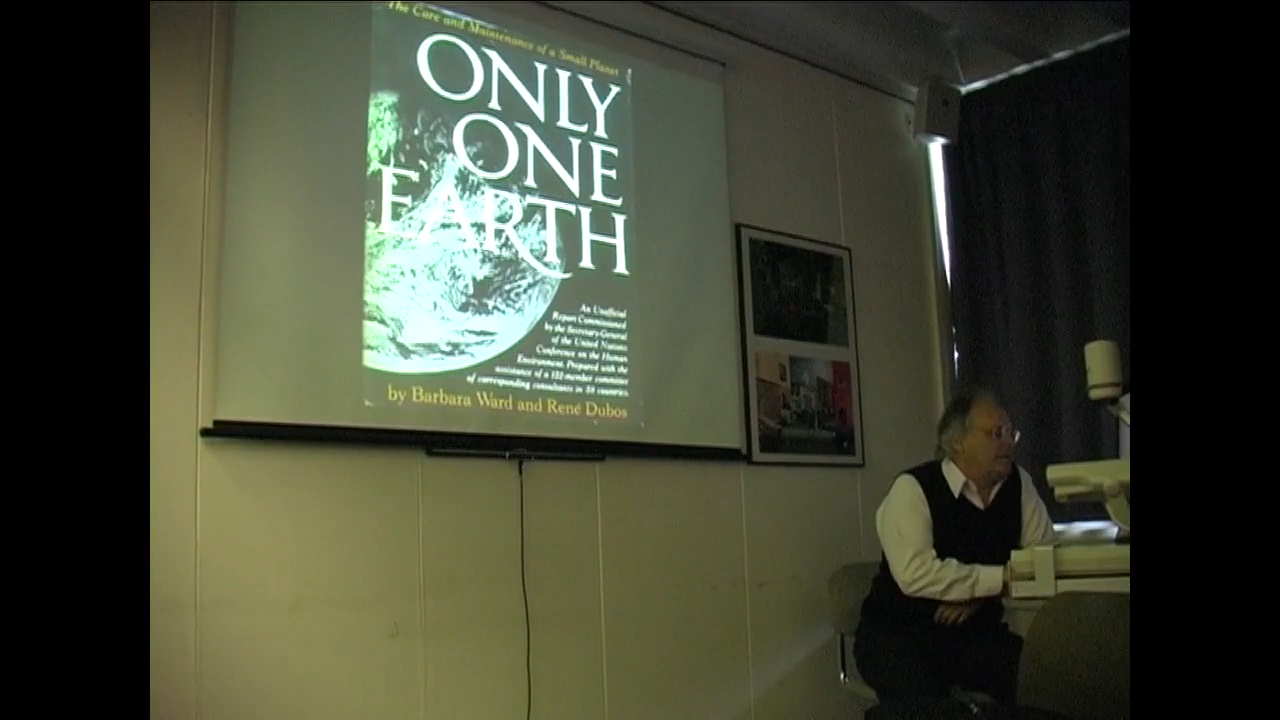 The Care and Maintenance of a Small Planet
ONLY
ONE
EARTH
An Unofficial
Report Commissioned
by the Secretary-General
of the United Nations
Conference on the Human
Environment. Prepared with the
assistance of a 152-member committee
of corresponding consultants in 58 countries.
by Barbara Ward and René Dubos